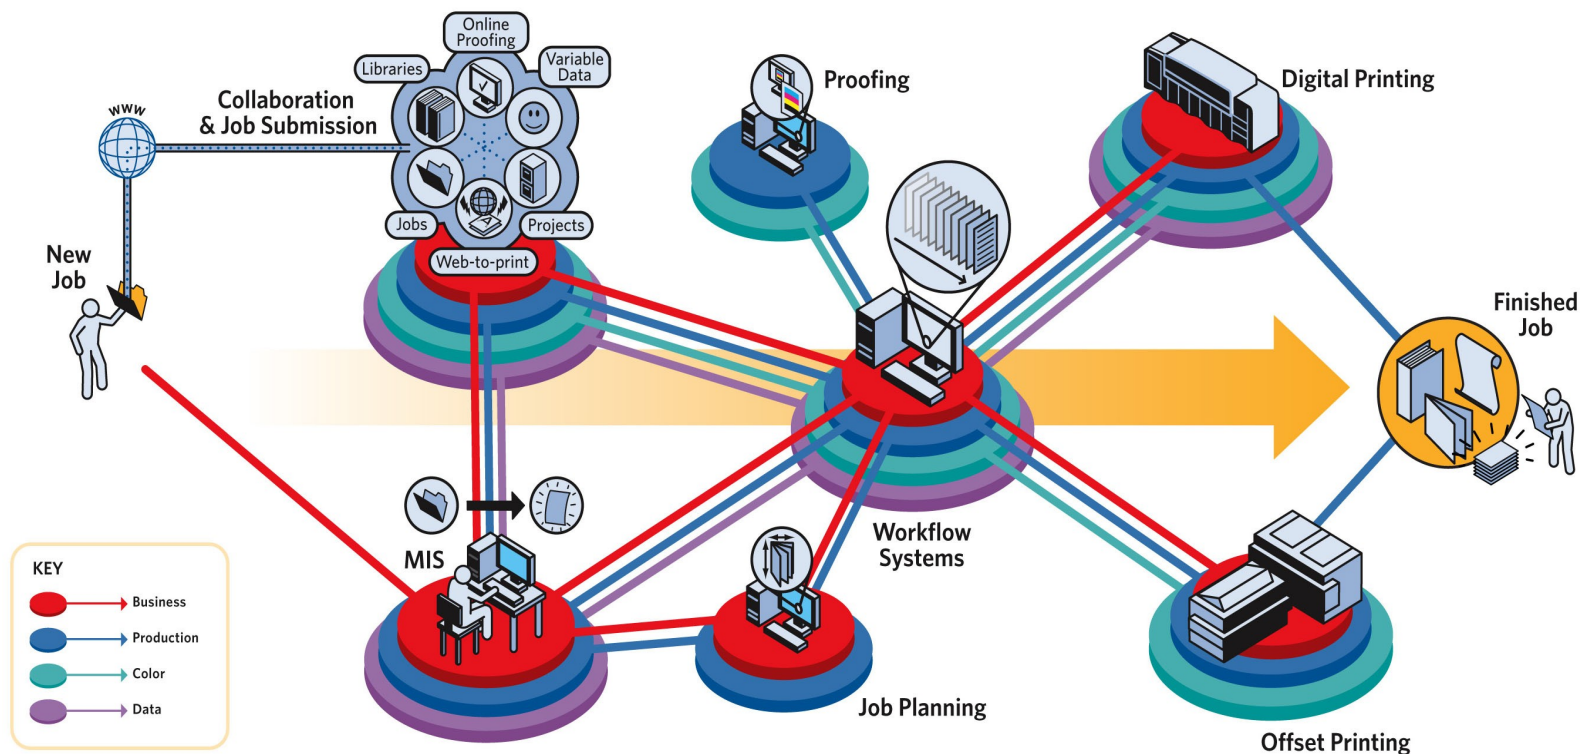 Online
Proofing
Libraries
Variable
Data
WWW
Collaboration
& Job Submission
Jobs
Projects
Web-to-print
A
New
Job
Proofing
Digital Printing
Finished
Job
MIS
Workflow
Systems
Job Planning
Offset Printing
KEY
Business
Production
Color
Data